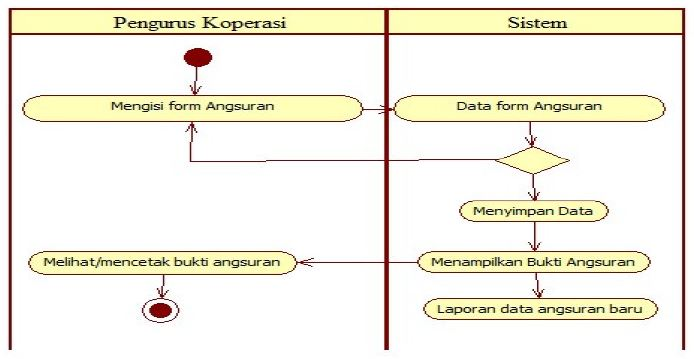 Pengurus Koperasi
Sistem
Mengisi form Angsuran
Data form Angsuran
Menyimpan Data
Melihat/mencetak bukti angsuran
Menampilkan Bukti Angsuran
Laporan data angsuran baru